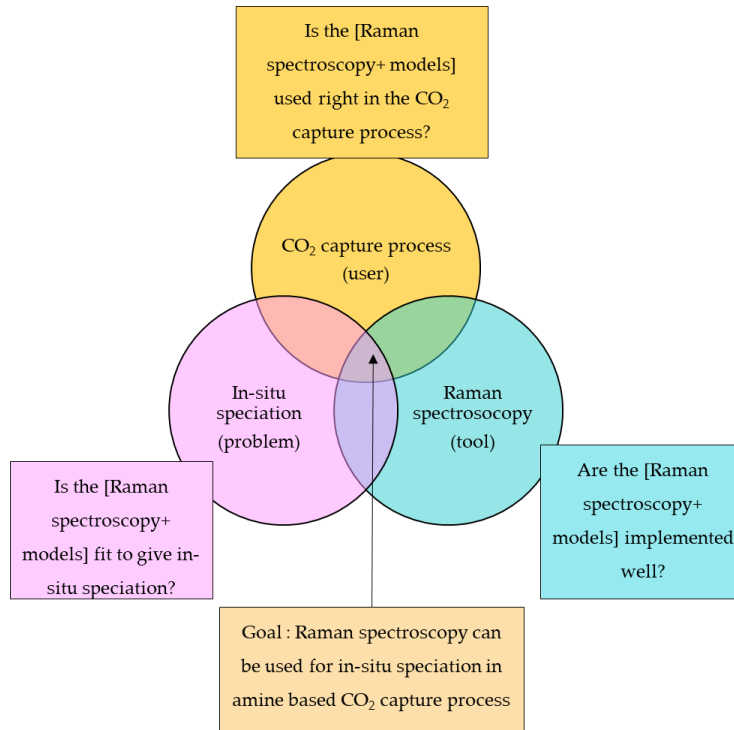 Is the [Raman
spectroscopy+ models]
used right in the CO₂
capture process?
CO₂ capture process
(user)
In-situ
speciation
(problem)
Raman
spectrosocopy
(tool)
Is the [Raman
spectroscopy+
models] fit to give in-
situ speciation?
Are the [Raman
spectroscopy+
models] implemented
well?
Goal : Raman spectroscopy can
be used for in-situ speciation in
amine based CO₂ capture process